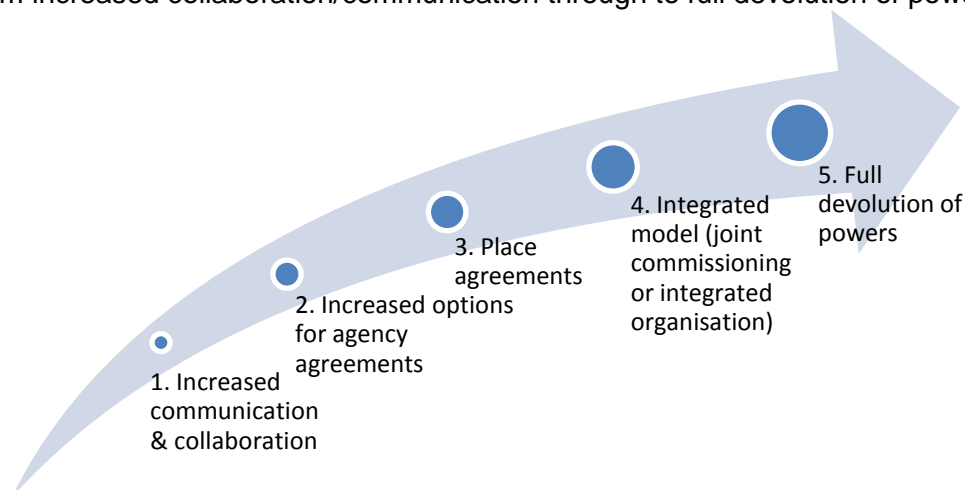 increased collaboration/communication through to full devolution of
1. Increased
communication
& collaboration
2. Increased options
for agency
agreements
3. Place
agreements
4. Integrated
model (joint
commissioning
or integrated
organisation)
5. Full
devolution of
powers